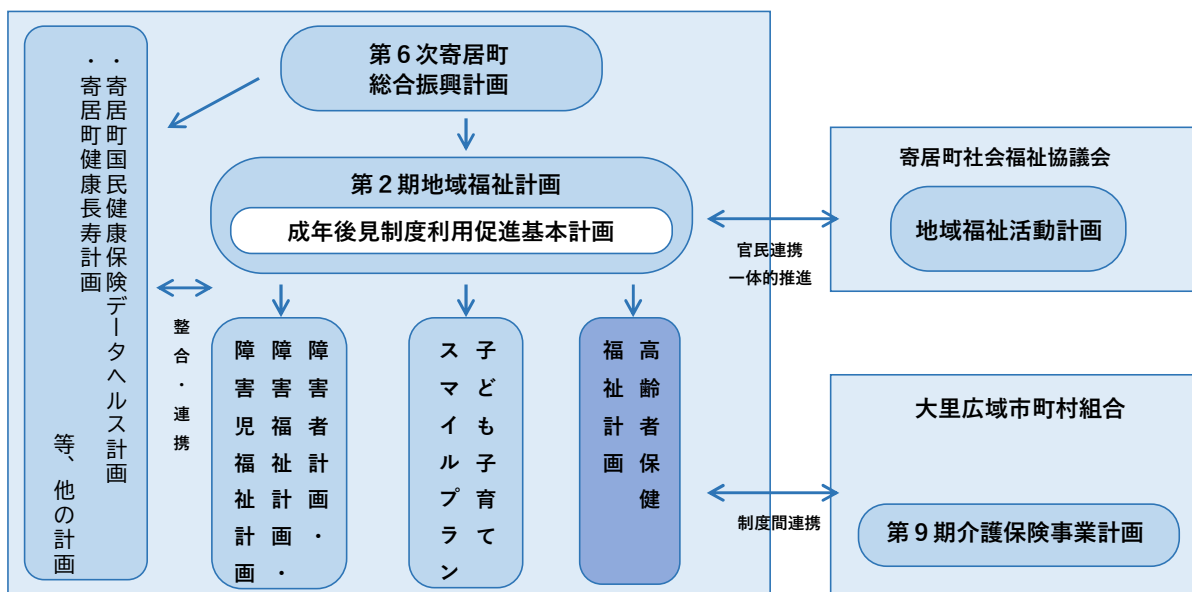 第６次寄居町
総合振興計画
・寄居町国民健康保険データヘルス計画
・寄居町健康長寿計画
等、他の計画
第２期地域福祉計画
成年後見制度利用促進基本計画
寄居町社会福祉協議会
地域福祉活動計画
官民連携
一体的推進
整合・連携
障害者計画・
障害福祉計画・
障害児福祉計画
子ども子育て
スマイルプラン
高齢者保健
福祉計画
大里広域市町村組合
制度間連携
第９期介護保険事業計画